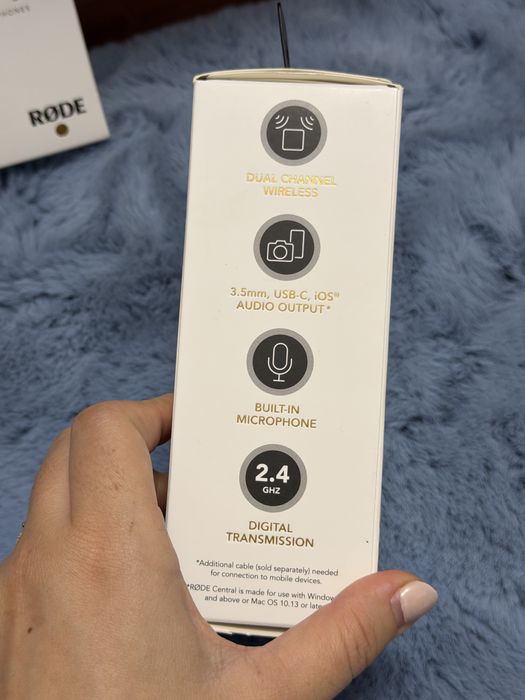 RØDE
DUAL CHANNEL
WIRELESS
3.5mm, USB-C, iOS
AUDIO OUTPUT*
BUILT-IN
MICROPHONE
2.4
GHZ
DIGITAL
TRANSMISSION
*Additional cable (sold separately) needed
for connection to mobile devices.
*RØDE Central is made for use with
and above or Mac OS 10.13 or